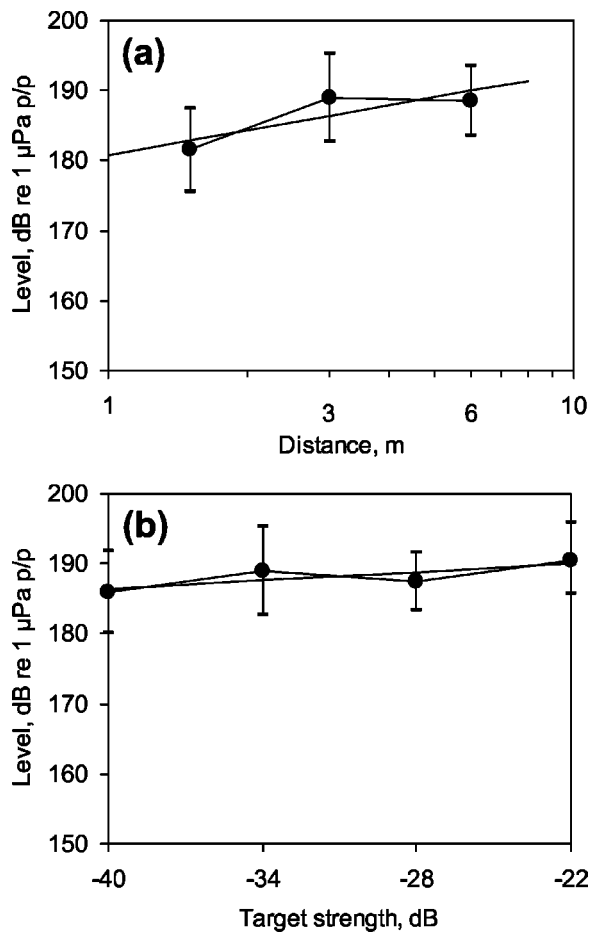 (a)
Level, dB re 1 µPa p/p
200
190
180
170
160
150
1 3 6 10
Distance, m
(b)
Level, dB re 1 µPa p/p
200
190
180
170
160
150
-40 -34 -28 -22
Target strength, dB